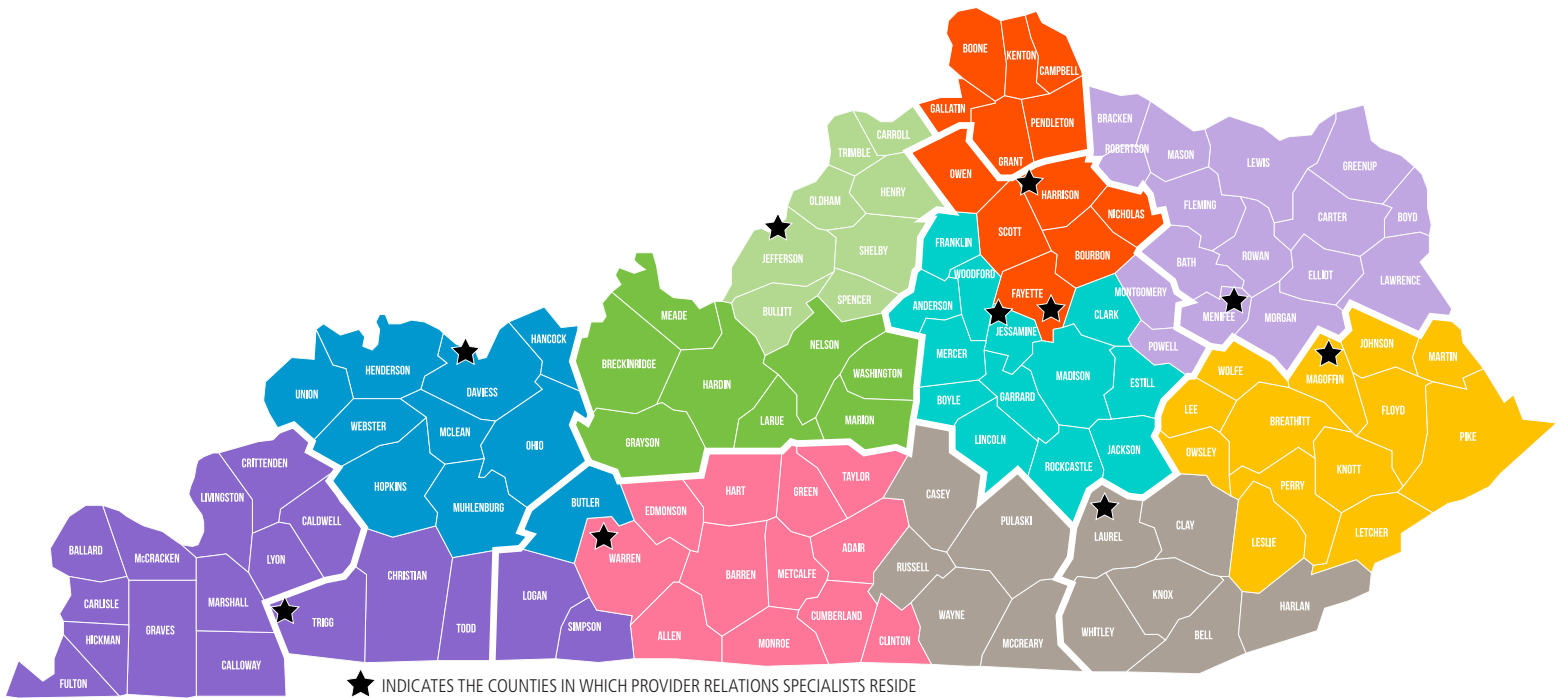 BOONE
KENTON
CAMPBELL
GALLATIN
PENDLETON
GRANT
BRACKEN
ROBERTSON
MASON
LEWIS
GREENUP
CARROLL
TRIMBLE
OWEN
HENRY
OLDHAM
HARRISON
NICHOLAS
FLEMING
CARTER
BOYD
SCOTT
FRANKLIN
SHELBY
JEFFERSON
BOURBON
BATH
ROWAN
ELLIOT
LAWRENCE
WOODFORD
FAYETTE
MONTGOMERY
SPENCER
ANDERSON
BULLITT
CLARK
MENIFEE
MORGAN
MEADE
JESSAMINE
HANCOCK
NELSON
MERCER
POWELL
JOHNSON
MARTIN
BRECKINRIDGE
HENDERSON
WASHINGTON
WOLFE
MAGOFFIN
HARDIN
MADISON
ESTILL
UNION
DAVIESS
BOYLE
GARRARD
LEE
BREATHITT
FLOYD
LARUE
MARION
WEBSTER
MCLEAN
OHIO
GRAYSON
LINCOLN
JACKSON
OWSLEY
PIKE
ROCKCASTLE
KNOTT
CRITTENDEN
HOPKINS
TAYLOR
HART
GREEN
PERRY
LIVINGSTON
BUTLER
MUHLENBURG
EDMONSON
CASEY
CALDWELL
PULASKI
CLAY
LETCHER
LAUREL
LESLIE
BALLARD
McCRACKEN
LYON
WARREN
ADAIR
RUSSELL
CHRISTIAN
BARREN
METCALFE
LOGAN
KNOX
CARLISLE
MARSHALL
HARLAN
CUMBERLAND
WAYNE
TRIGG
TODD
SIMPSON
GRAVES
WHITLEY
BELL
HICKMAN
ALLEN
MONROE
CLINTON
MCCREARY
CALLOWAY
FULTON
INDICATES THE COUNTIES IN WHICH PROVIDER RELATIONS SPECIALISTS RESIDE